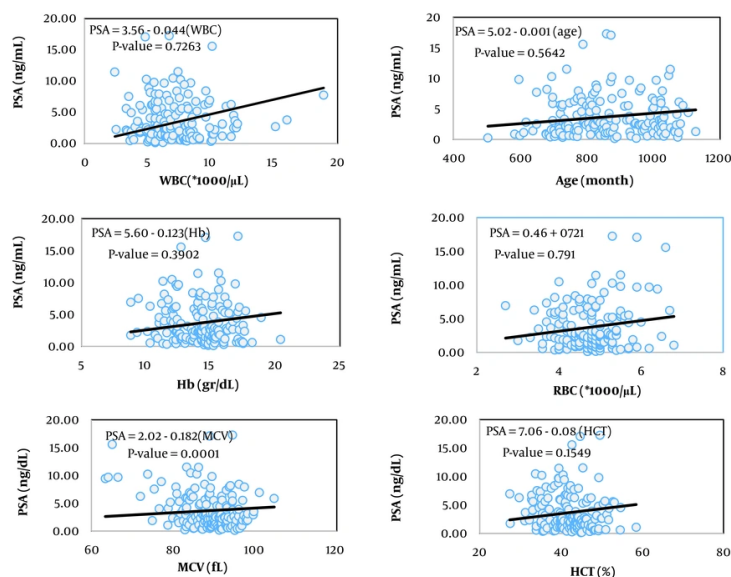 PSA = 3.56 - 0.044(WBC)
P-value = 0.7263
PSA (ng/mL)
20.00
15.00
10.00
5.00
0.00
0 5 10 15 20
WBC(*1000/μL)
PSA = 5.02 - 0.001 (age)
P-value = 0.5642
PSA (ng/mL)
20
15
10
5
0
400 600 800 1000 1200
Age (month)
PSA = 5.60 - 0.123(Hb)
P-value = 0.3902
PSA (ng/mL)
20.00
15.00
10.00
5.00
0.00
5 10 15 20 25
Hb (gr/dL)
PSA = 0.46 + 0721
P-value = 0.791
PSA (ng/mL)
20.00
15.00
10.00
5.00
0.00
2 4 6 8
RBC (*1000/μL)
PSA = 2.02 - 0.182(MCV)
P-value = 0.0001
PSA (ng/dL)
20.00
15.00
10.00
5.00
0.00
60 80 100 120
MCV (fL)
PSA = 7.06 - 0.08 (HCT)
P-value = 0.1549
PSA (ng/dL)
20.00
15.00
10.00
5.00
0.00
20 40 60 80
HCT (%)